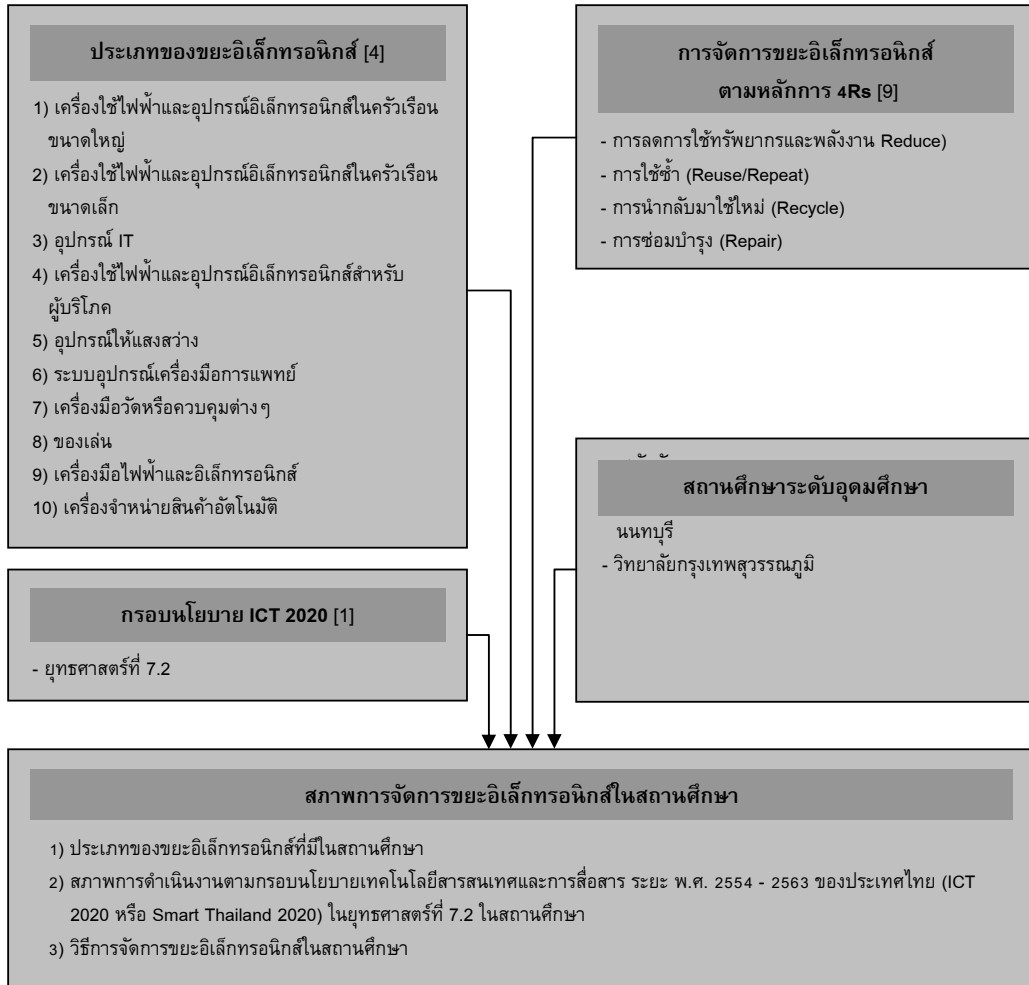 ประเภทของขยะอิเล็กทรอนิกส์ [4]
1) เครื่องใช้ไฟฟ้าและอุปกรณ์อิเล็กทรอนิกส์ในครัวเรือน
ขนาดใหญ่
2) เครื่องใช้ไฟฟ้าและอุปกรณ์อิเล็กทรอนิกส์ในครัวเรือน
ขนาดเล็ก
3) อุปกรณ์ IT
4) เครื่องใช้ไฟฟ้าและอุปกรณ์อิเล็กทรอนิกส์สำหรับ
ผู้บริโภค
5) อุปกรณ์ให้แสงสว่าง
6) ระบบอุปกรณ์เครื่องมือการแพทย์
7) เครื่องมือวัดหรือควบคุมต่างๆ
8) ของเล่น
9) เครื่องมือไฟฟ้าและอิเล็กทรอนิกส์
10) เครื่องจำหน่ายสินค้าอัตโนมัติ
กรอบนโยบาย ICT 2020 [1]
- ยุทธศาสตร์ที่ 7.2
การจัดการขยะอิเล็กทรอนิกส์
ตามหลักการ 4Rs [9]
- การลดการใช้ทรัพยากรและพลังงาน Reduce)
- การใช้ซ้ำ (Reuse/Repeat)
- การนำกลับมาใช้ใหม่ (Recycle)
- การซ่อมบำรุง (Repair)
สถานศึกษาระดับอุดมศึกษา
นนทบุรี
- วิทยาลัยกรุงเทพสุวรรณภูมิ
สภาพการจัดการขยะอิเล็กทรอนิกส์ในสถานศึกษา
1) ประเภทของขยะอิเล็กทรอนิกส์ที่มีในสถานศึกษา
2) สภาพการดำเนินงานตามกรอบนโยบายเทคโนโลยีสารสนเทศและการสื่อสาร ระยะ พ.ศ. 2554 - 2563 ของประเทศไทย (ICT
2020 หรือ Smart Thailand 2020) ในยุทธศาสตร์ที่ 7.2 ในสถานศึกษา
3) วิธีการจัดการขยะอิเล็กทรอนิกส์ในสถานศึกษา